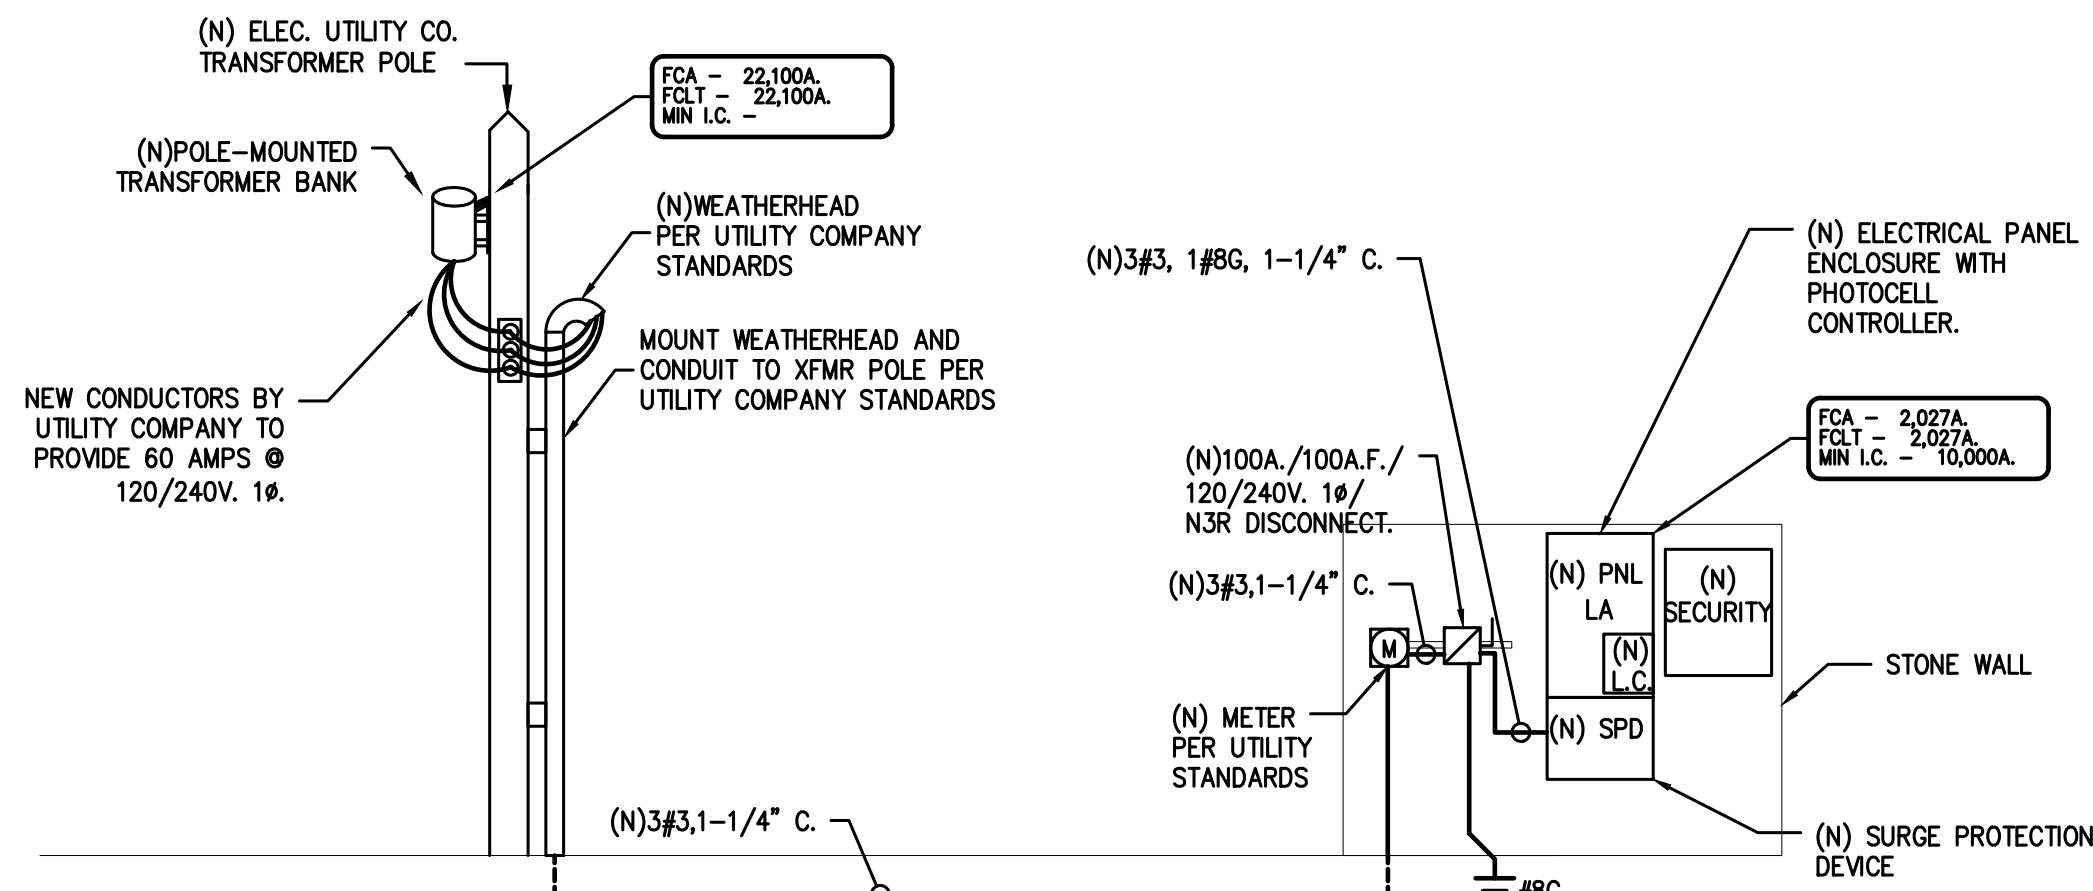 (N) ELEC. UTILITY CO.
TRANSFORMER POLE
FCA – 22,100A.
FCLT – 22,100A.
MIN I.C. –
(N)POLE–MOUNTED
TRANSFORMER BANK
(N)WEATHERHEAD
PER UTILITY COMPANY
STANDARDS
MOUNT WEATHERHEAD AND
CONDUIT TO XFMR POLE PER
UTILITY COMPANY STANDARDS
NEW CONDUCTORS BY
UTILITY COMPANY TO
PROVIDE 60 AMPS @
120/240V. 1ø.
(N)3#3,1–1/4" C.
(N)3#3, 1#8G, 1–1/4" C.
(N) ELECTRICAL PANEL
ENCLOSURE WITH
PHOTOCELL
CONTROLLER.
FCA – 2,027A.
FCLT – 2,027A.
MIN I.C. – 10,000A.
(N)100A./100A.F./
120/240V. 1ø/
N3R DISCONNECT.
(N)3#3,1–1/4" C.
M
(N) PNL
LA
(N)
L.C.
(N) SPD
(N)
SECURITY
STONE WALL
(N) METER
PER UTILITY
STANDARDS
(N) SURGE PROTECTION
DEVICE
#8G